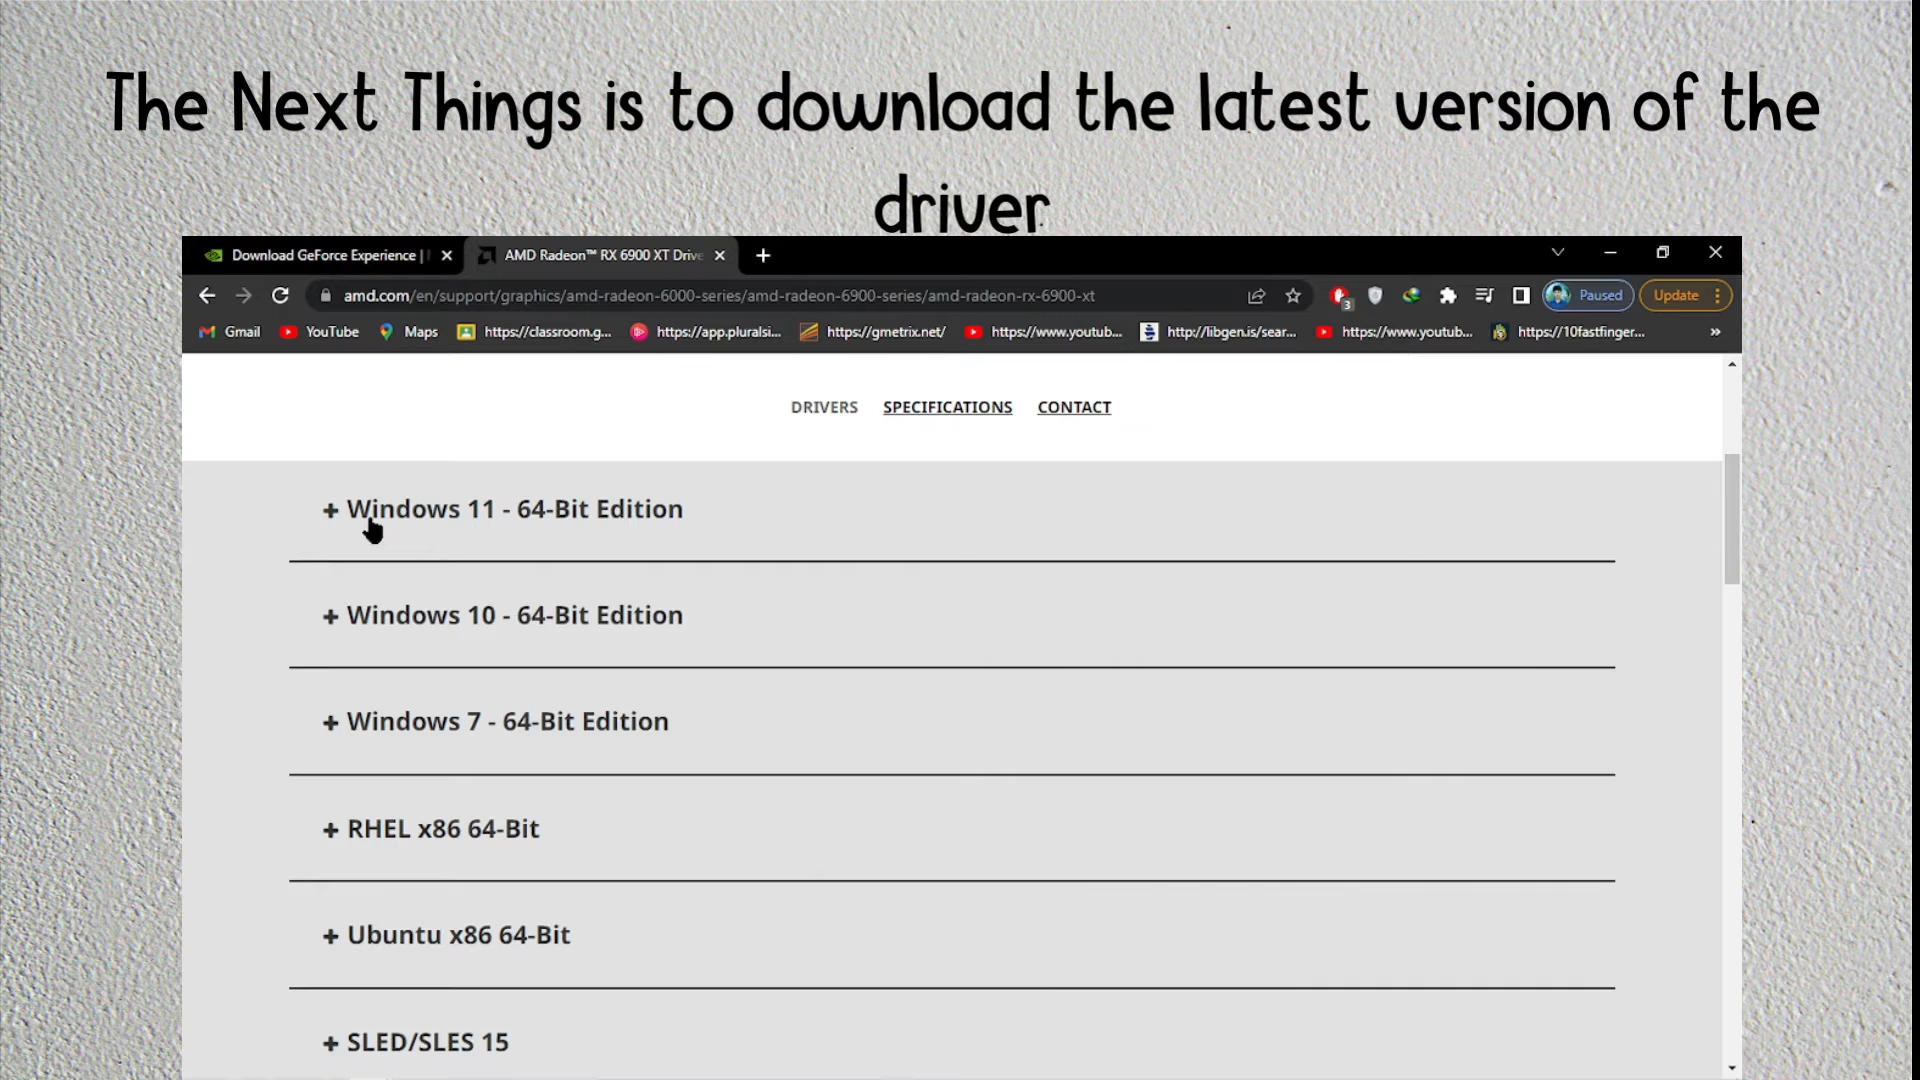 The Next Things is to download the latest version of the
driver
Download GeForce Experience |
AMD Radeon™ RX 6900 XT Drive
amd.com/en/support/graphics/amd-radeon-6000-series/amd-radeon-6900-series/amd-radeon-rx-6900-xt
3
Paused
Update
Gmail
YouTube
Maps
https://classroom.g...
https://app.pluralsi...
https://gmetrix.net/
https://www.youtub...
http://libgen.is/sear...
https://www.youtub...
https://10fastfinger...
»
DRIVERS SPECIFICATIONS CONTACT
+ Windows 11 - 64-Bit Edition
+ Windows 10 - 64-Bit Edition
+ Windows 7 - 64-Bit Edition
+ RHEL x86 64-Bit
+ Ubuntu x86 64-Bit
+ SLED/SLES 15